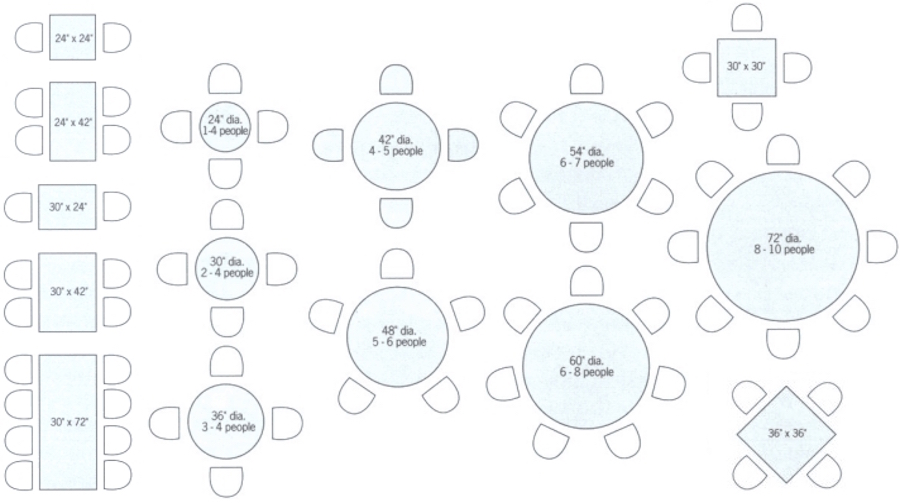 24" x 24"
24" x 42"
30" x 24"
30" x 42"
30" x 72"
24" dia.
1-4 people
30" dia.
2 - 4 people
36" dia.
3 - 4 people
42" dia.
4 - 5 people
48" dia.
5 - 6 people
54" dia.
6 - 7 people
60" dia.
6 - 8 people
30" x 30"
72" dia.
8 - 10 people
36" x 36"